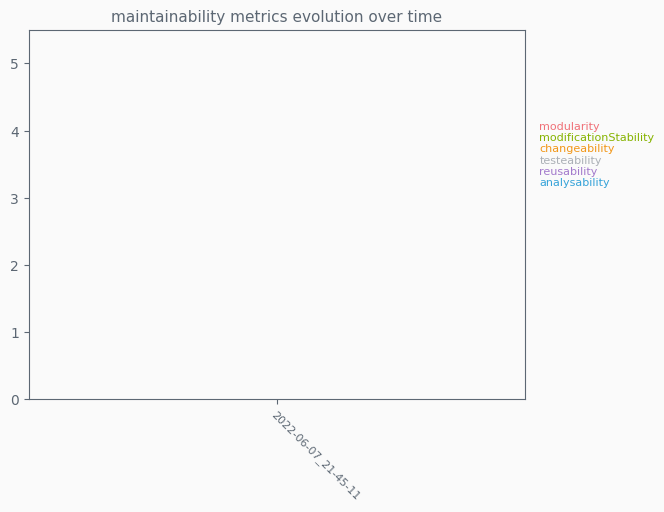 maintainability metrics evolution over time
5
4
3
2
1
0
modularity
modificationStability
changeability
testeability
reusability
analysability
2022-06-07_21-45-11